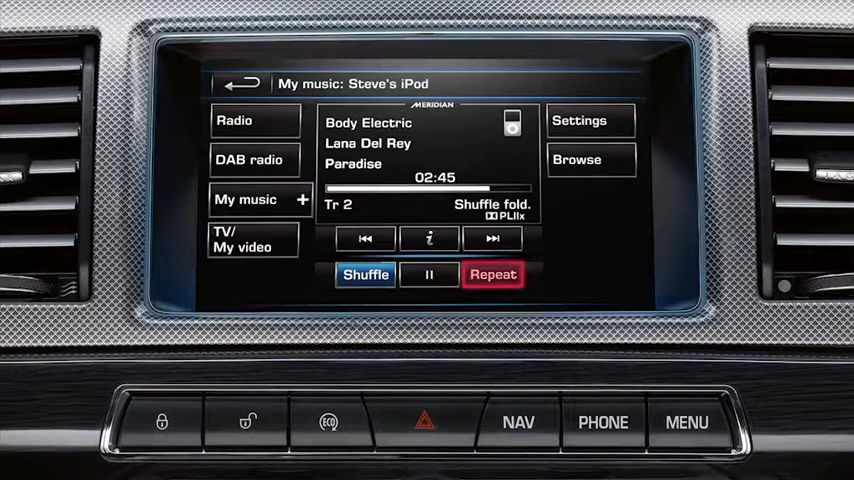 My music: Steve's iPod
MERIDIAN
Radio
Body Electric
Settings
Lana Del Rey
DAB radio
Paradise
Browse
02:45
My music +
Tr 2
Shuffle fold.
PLIIx
TV/
My video
i
Shuffle
Repeat
ECO
NAV
PHONE
MENU